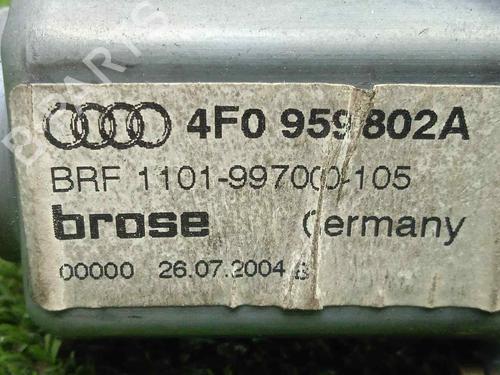 4F0 959 802A
BRF 1101-997000-105
brose Germany
00000 26.07.2004